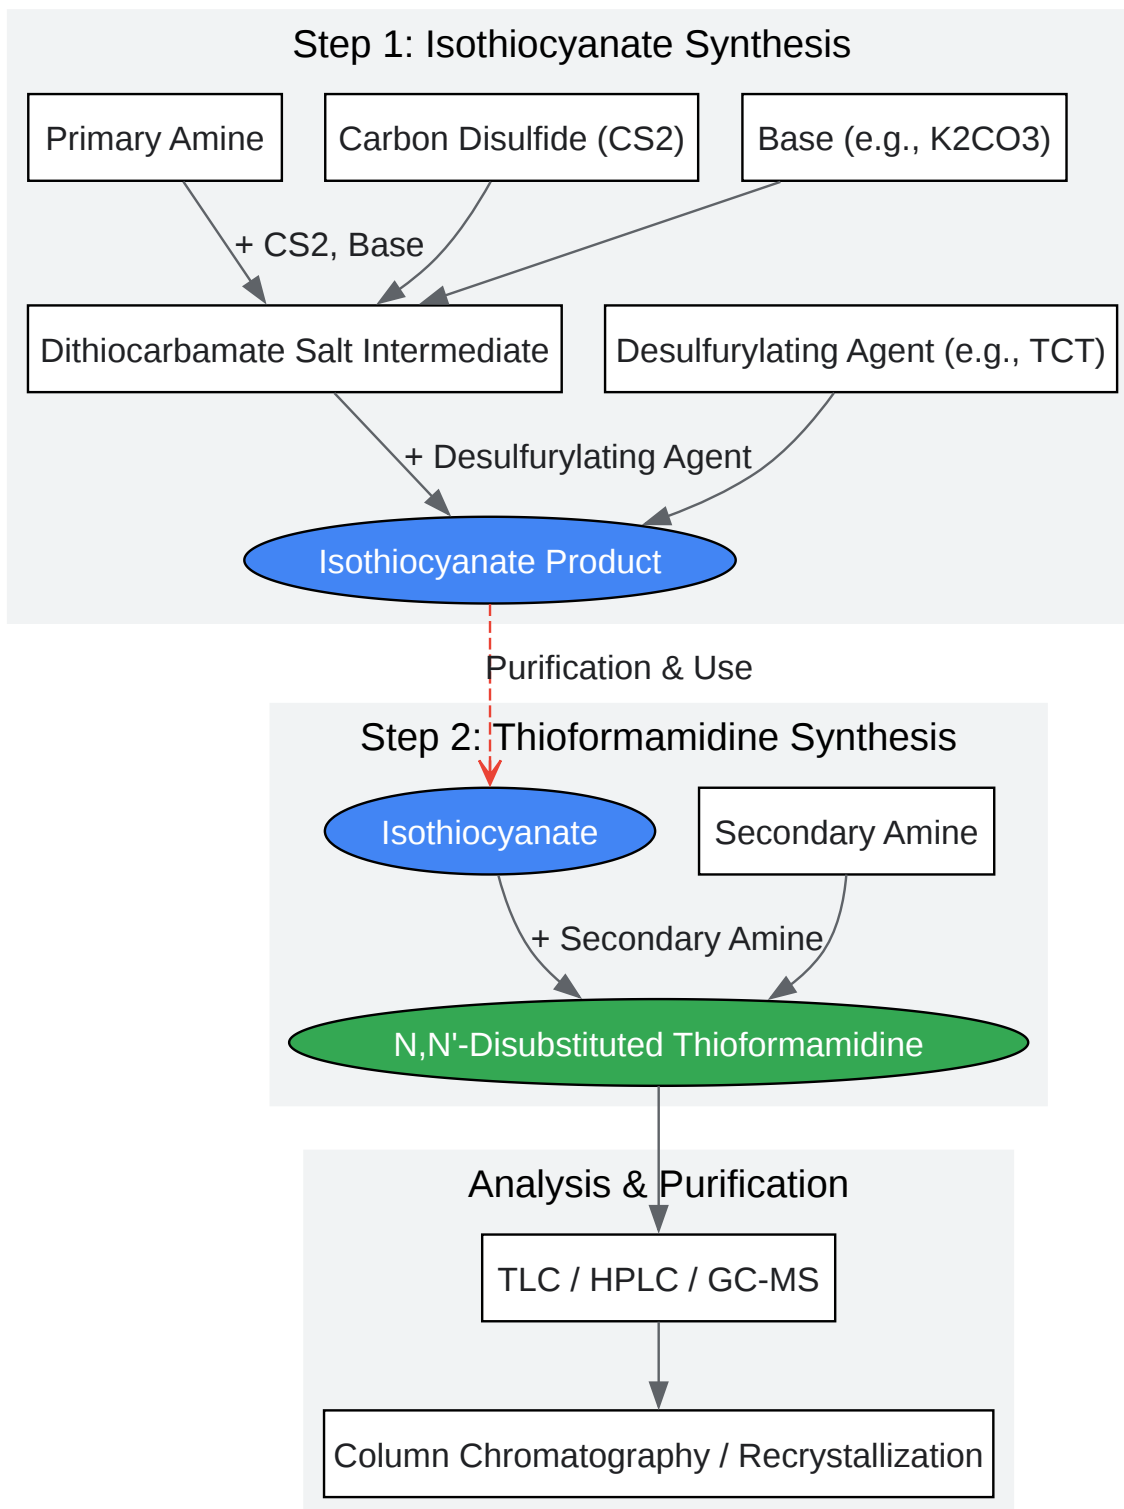 Step 1: Isothiocyanate Synthesis
Primary Amine
Carbon Disulfide (CS2)
Base (e.g., K2CO3)
+ CS2, Base
Dithiocarbamate Salt Intermediate
Desulfurylating Agent (e.g., TCT)
+ Desulfurylating Agent
Isothiocyanate Product
Purification & Use
Step 2: Thioformamidine Synthesis
Isothiocyanate
Secondary Amine
+ Secondary Amine
N,N'-Disubstituted Thioformamidine
Analysis & Purification
TLC / HPLC / GC-MS
Column Chromatography / Recrystallization